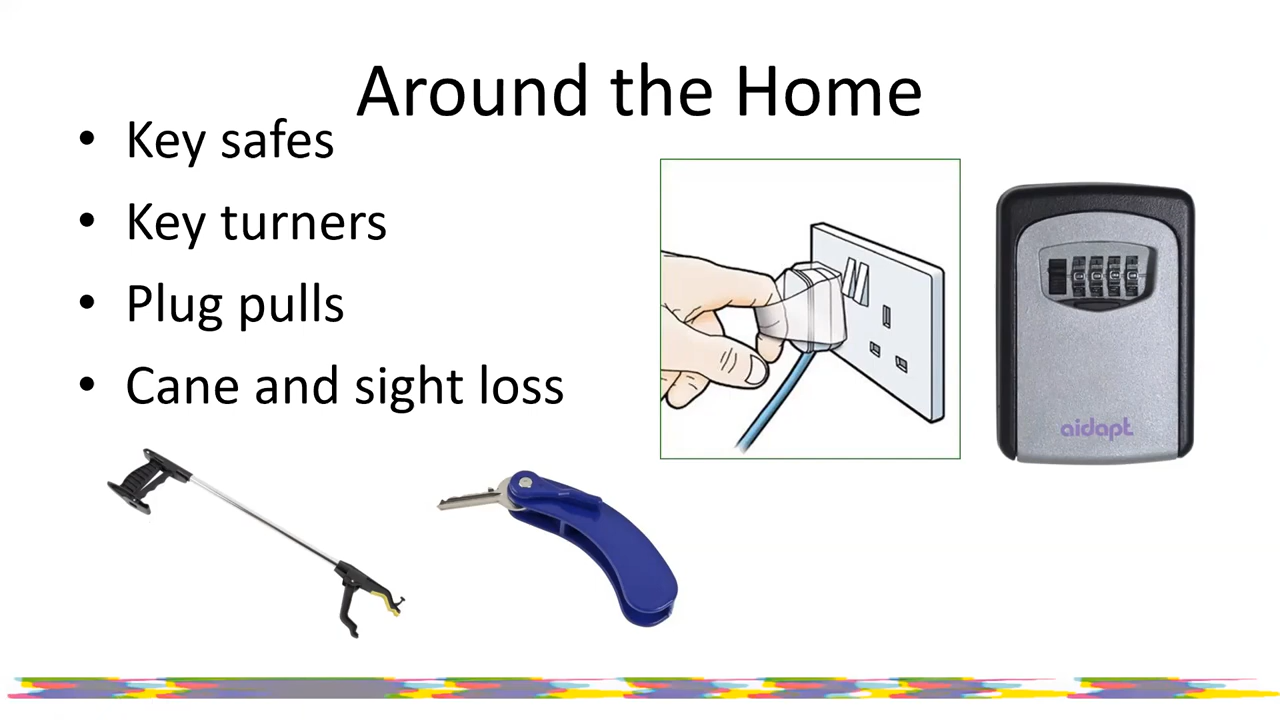 Around the Home
• Key safes
• Key turners
• Plug pulls
• Cane and sight loss
aidapt